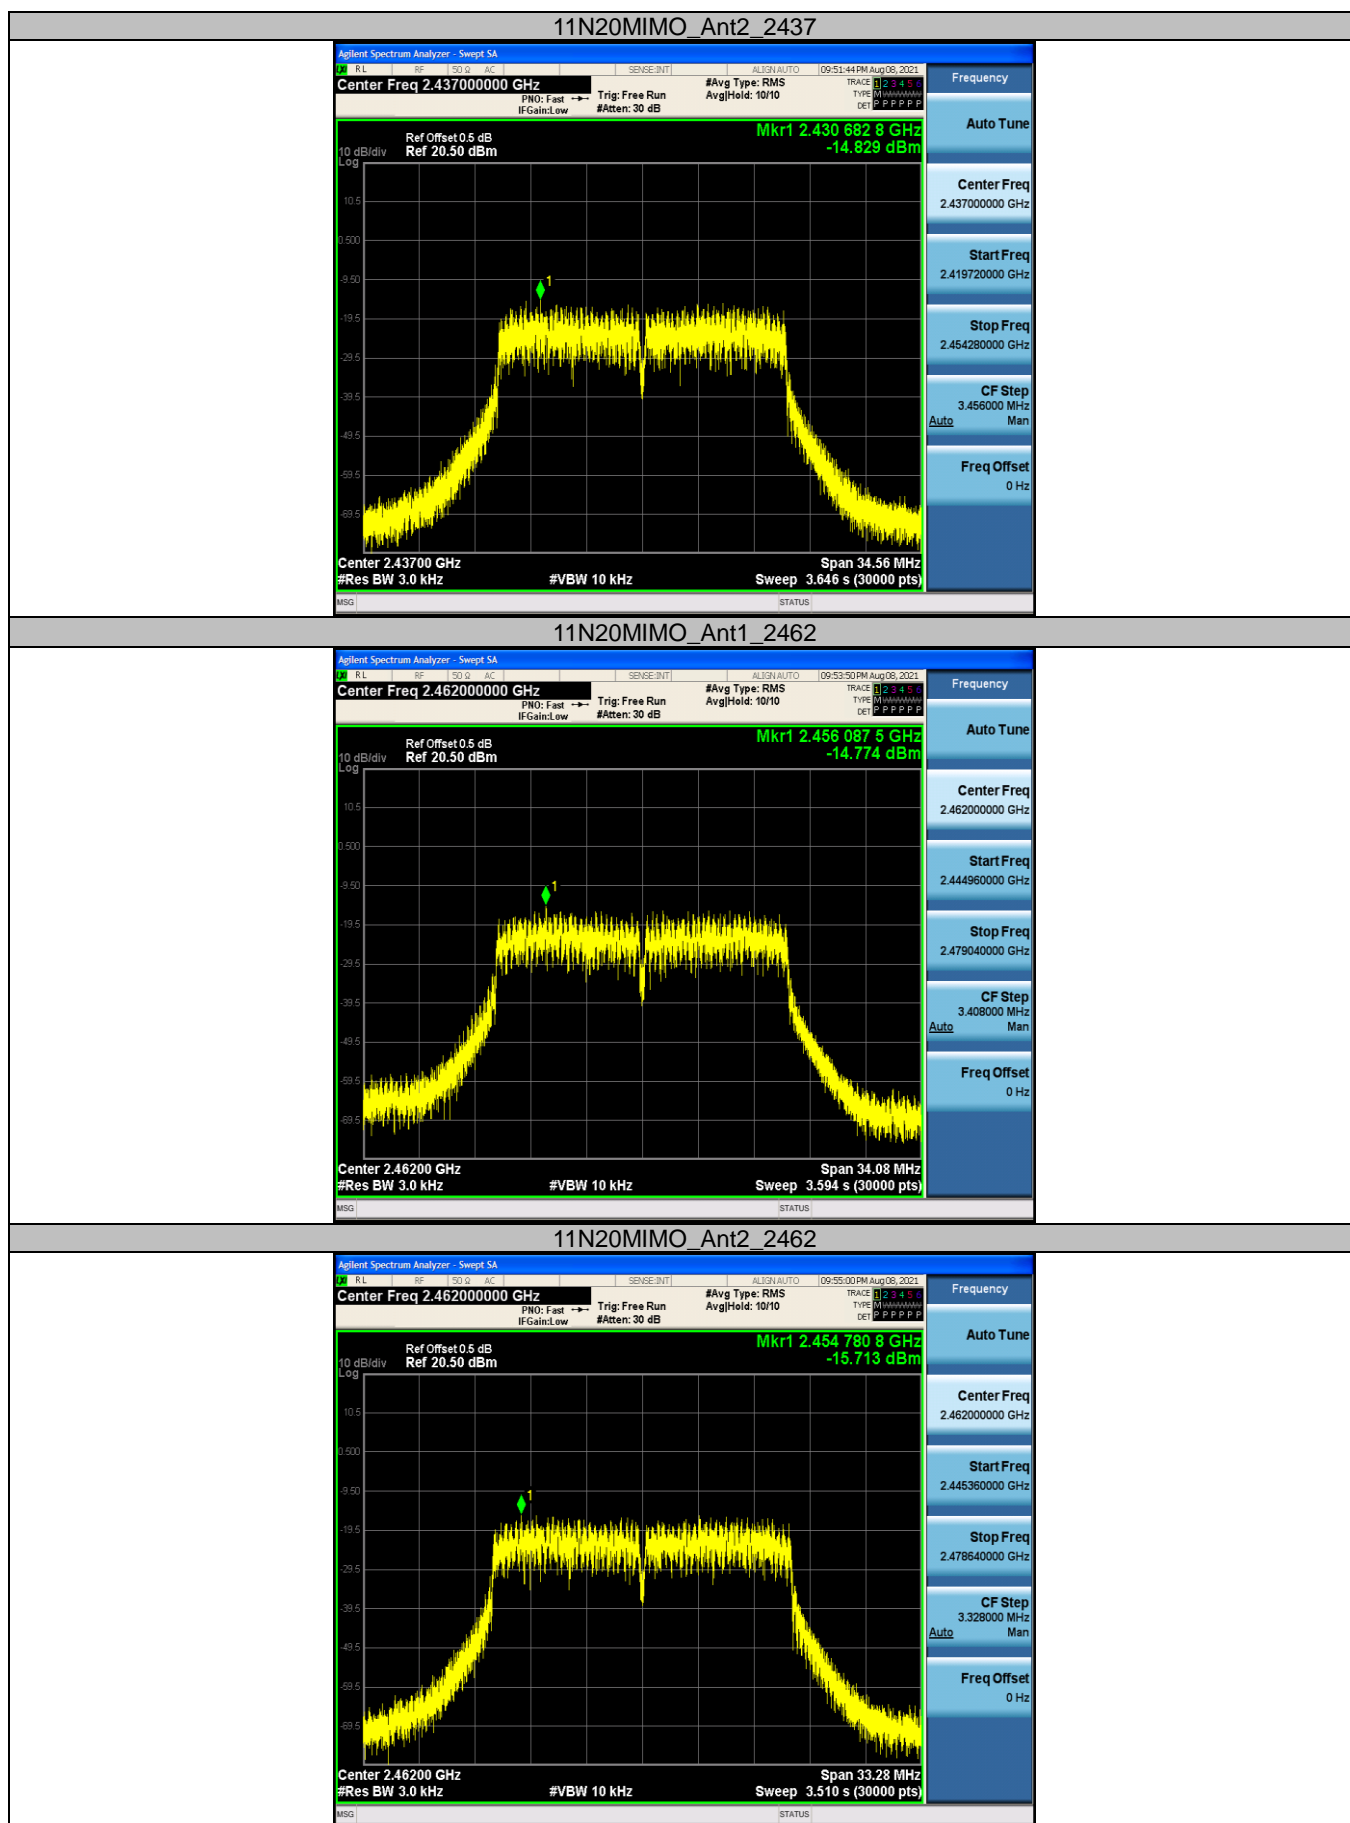 11N20MIMO_Ant2_2437
Agilent Spectrum Analyzer - Swept SA
RL RF 50 Ω AC SENSE:INT ALIGN AUTO 09:51:44 PM Aug 08, 2021
Center Freq 2.437000000 GHz
PNO: Fast
IFGain:Low
Trig: Free Run
#Atten: 30 dB
#Avg Type: RMS
Avg|Hold: 10/10
TRACE 1 2 3 4 5 6
TYPE M
DET P P P P P P
Ref Offset 0.5 dB
10 dB/div Ref 20.50 dBm
Log
Mkr1 2.430 682 8 GHz
-14.829 dBm
10.5
0.500
-9.50
-19.5
-29.5
-39.5
-49.5
-59.5
-69.5
1
Center 2.43700 GHz Span 34.56 MHz
#Res BW 3.0 kHz #VBW 10 kHz Sweep 3.646 s (30000 pts)
MSG STATUS
Frequency
Auto Tune
Center Freq
2.437000000 GHz
Start Freq
2.419720000 GHz
Stop Freq
2.454280000 GHz
CF Step
3.456000 MHz
Auto Man
Freq Offset
0 Hz
11N20MIMO_Ant1_2462
Agilent Spectrum Analyzer - Swept SA
RL RF 50 Ω AC SENSE:INT ALIGN AUTO 09:53:50 PM Aug 08, 2021
Center Freq 2.462000000 GHz
PNO: Fast
IFGain:Low
Trig: Free Run
#Atten: 30 dB
#Avg Type: RMS
Avg|Hold: 10/10
TRACE 1 2 3 4 5 6
TYPE M
DET P P P P P P
Ref Offset 0.5 dB
10 dB/div Ref 20.50 dBm
Log
Mkr1 2.456 087 5 GHz
-14.774 dBm
10.5
0.500
-9.50
-19.5
-29.5
-39.5
-49.5
-59.5
-69.5
1
Center 2.46200 GHz Span 34.08 MHz
#Res BW 3.0 kHz #VBW 10 kHz Sweep 3.594 s (30000 pts)
MSG STATUS
Frequency
Auto Tune
Center Freq
2.462000000 GHz
Start Freq
2.444960000 GHz
Stop Freq
2.479040000 GHz
CF Step
3.408000 MHz
Auto Man
Freq Offset
0 Hz
11N20MIMO_Ant2_2462
Agilent Spectrum Analyzer - Swept SA
RL RF 50 Ω AC SENSE:INT ALIGN AUTO 09:55:00 PM Aug 08, 2021
Center Freq 2.462000000 GHz
PNO: Fast
IFGain:Low
Trig: Free Run
#Atten: 30 dB
#Avg Type: RMS
Avg|Hold: 10/10
TRACE 1 2 3 4 5 6
TYPE M
DET P P P P P P
Ref Offset 0.5 dB
10 dB/div Ref 20.50 dBm
Log
Mkr1 2.454 780 8 GHz
-15.713 dBm
10.5
0.500
-9.50
-19.5
-29.5
-39.5
-49.5
-59.5
-69.5
1
Center 2.46200 GHz Span 33.28 MHz
#Res BW 3.0 kHz #VBW 10 kHz Sweep 3.510 s (30000 pts)
MSG STATUS
Frequency
Auto Tune
Center Freq
2.462000000 GHz
Start Freq
2.445360000 GHz
Stop Freq
2.478640000 GHz
CF Step
3.328000 MHz
Auto Man
Freq Offset
0 Hz